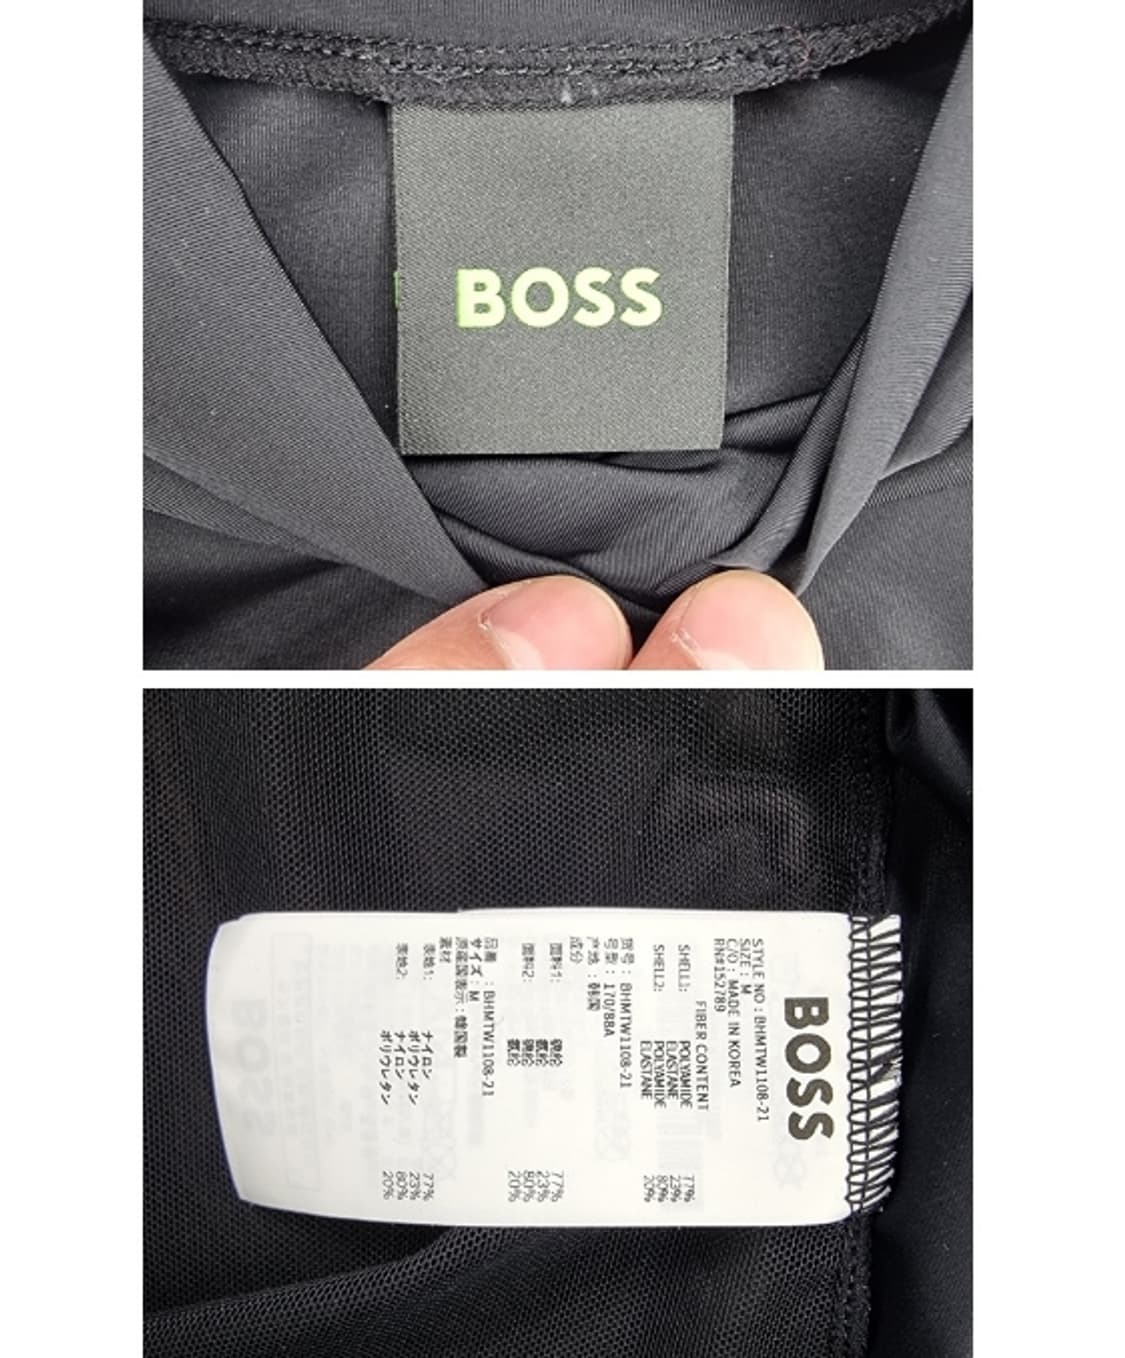 BOSS
BOSS
STYLE NO : BHMTW1108-21
SIZE : M
C/O : MADE IN KOREA
RN#152789
FIBER CONTENT
SHELL1: POLYAMIDE 77%
ELASTANE 23%
SHELL2: POLYAMIDE 80%
ELASTANE 20%
货号 : BHMTW1108-21
号型 : 170/88A
产地 : 韩国
成分
面料1: 锦纶 77%
氨纶 23%
面料2: 锦纶 80%
氨纶 20%
品番 : BHMTW1108-21
サイズ : M
原産国表示 : 韓国製
素材
表地1: ナイロン 77%
ポリウレタン 23%
表地2: ナイロン 80%
ポリウレタン 20%